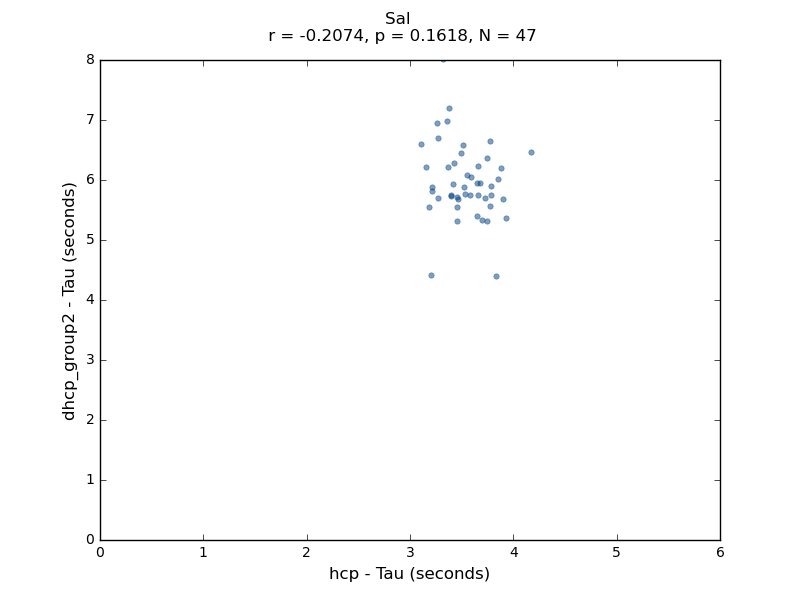 Sal
r = -0.2074, p = 0.1618, N = 47
8
7
6
5
4
3
2
1
0
dhcp_group2 - Tau (seconds)
0 1 2 3 4 5 6
hcp - Tau (seconds)